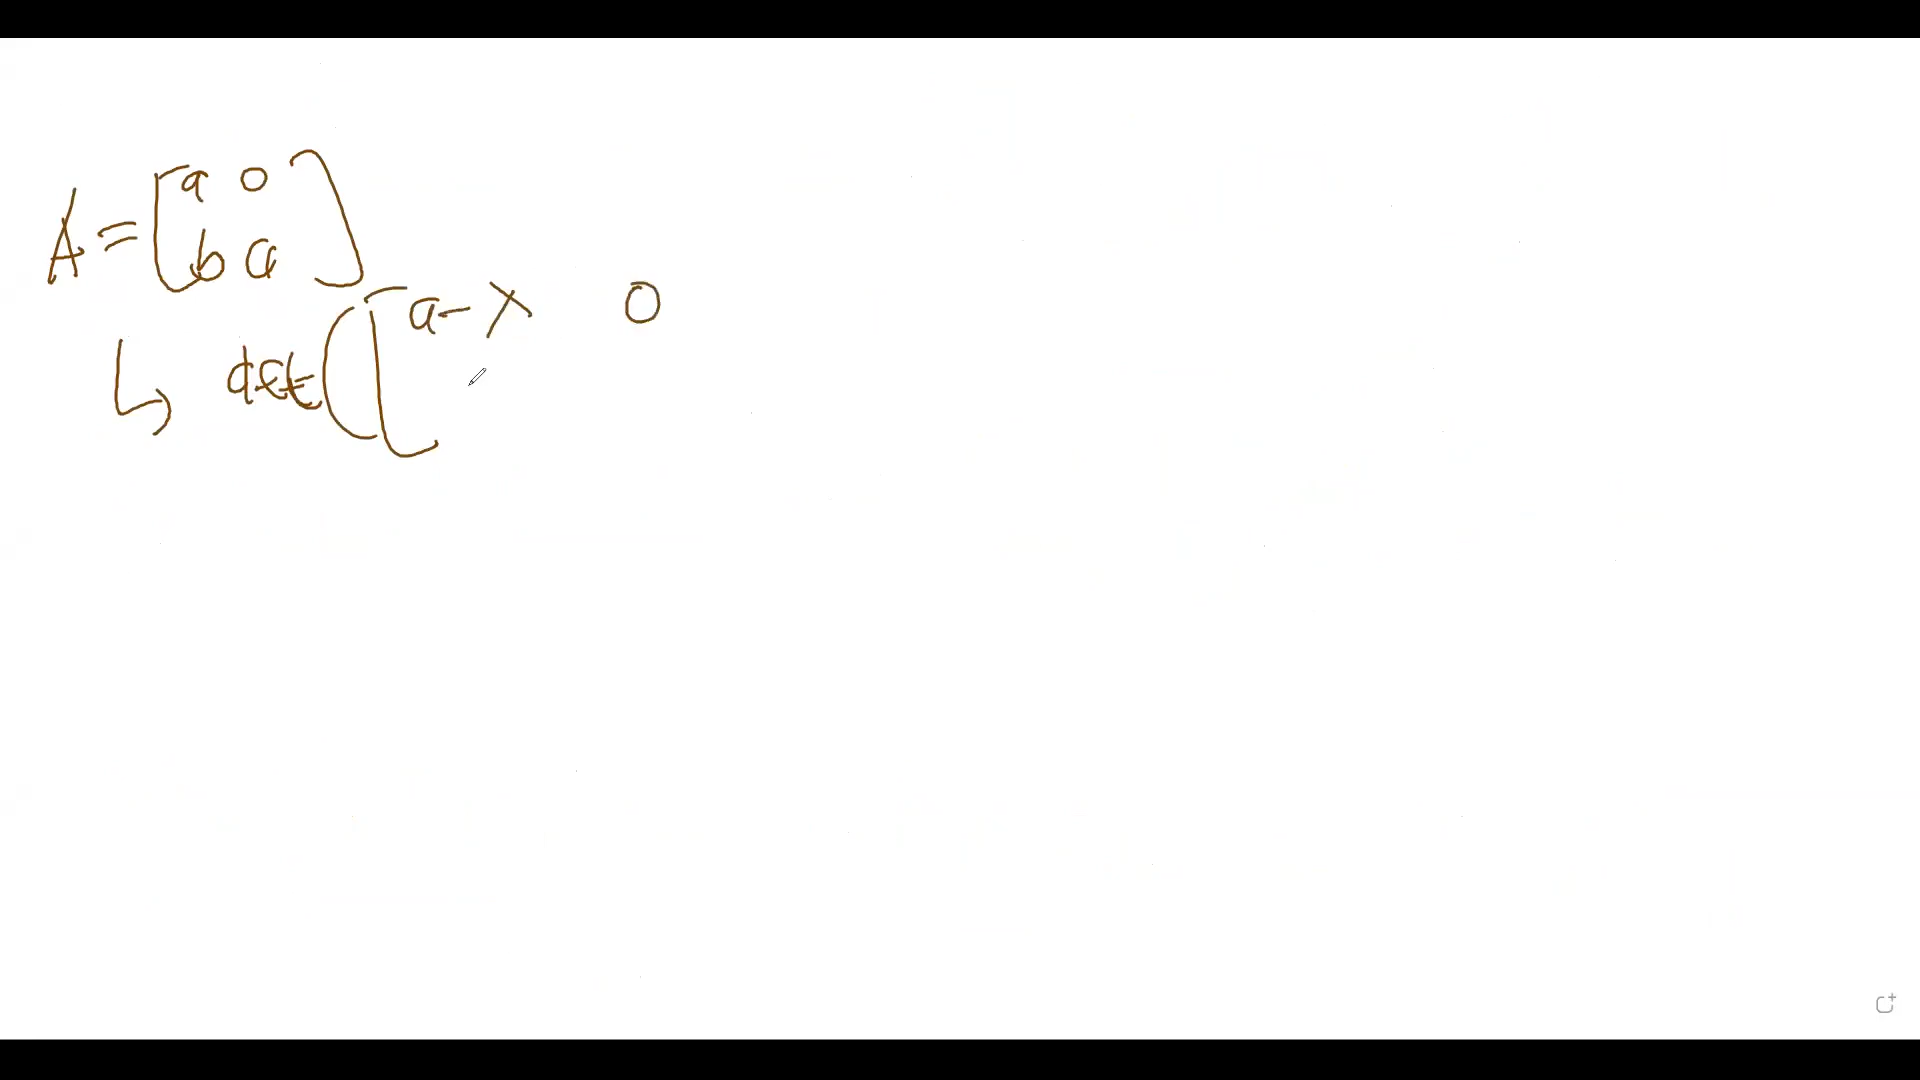 A = [a 0
b a]
↳ det([a - λ 0